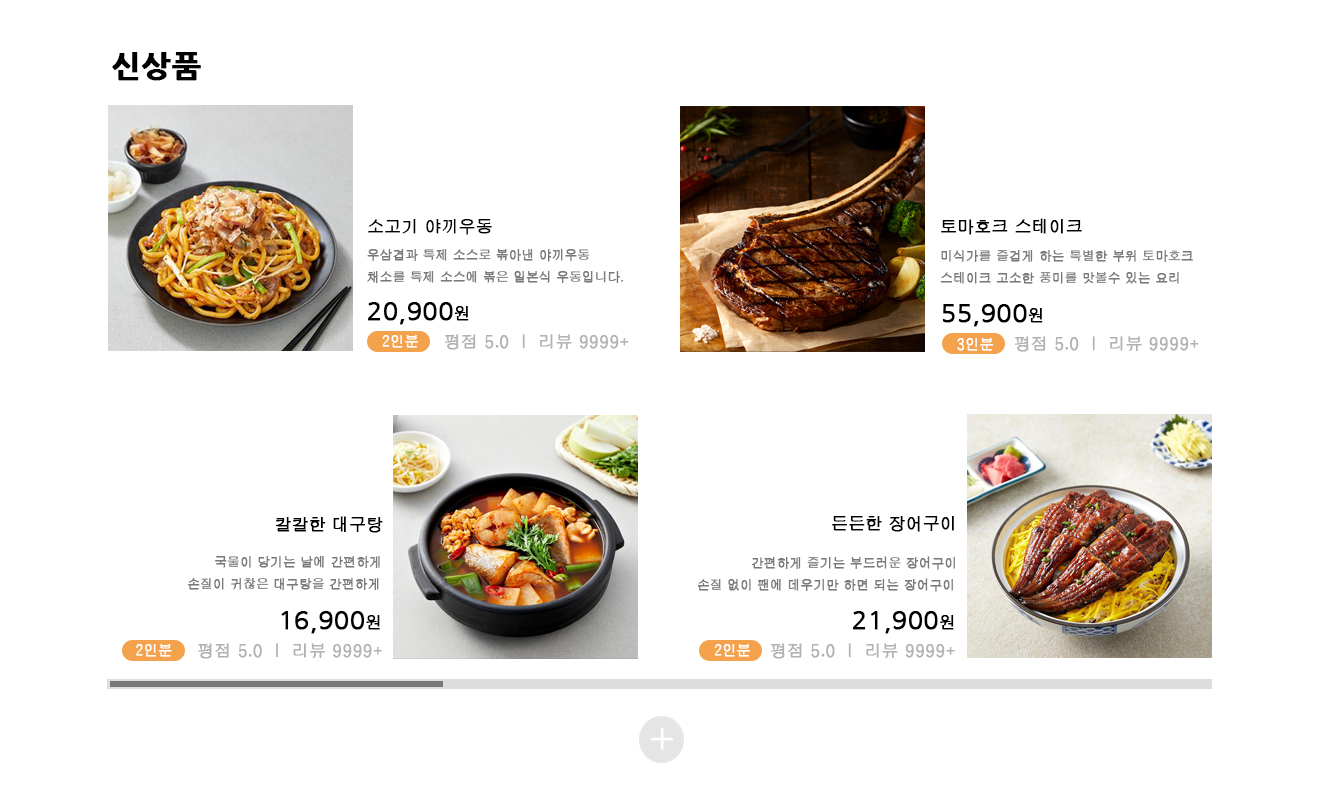 신상품
소고기 야끼우동
우삼겹과 특제 소스로 볶아낸 야끼우동
채소를 특제 소스에 볶은 일본식 우동입니다.
20,900원
2인분 평점 5.0 ㅣ 리뷰 9999+
토마호크 스테이크
미식가를 즐겁게 하는 특별한 부위 토마호크
스테이크 고소한 풍미를 맛볼수 있는 요리
55,900원
3인분 평점 5.0 ㅣ 리뷰 9999+
칼칼한 대구탕
국물이 당기는 날에 간편하게
손질이 귀찮은 대구탕을 간편하게
16,900원
2인분 평점 5.0 ㅣ 리뷰 9999+
든든한 장어구이
간편하게 즐기는 부드러운 장어구이
손질 없이 팬에 데우기만 하면 되는 장어구이
21,900원
2인분 평점 5.0 ㅣ 리뷰 9999+